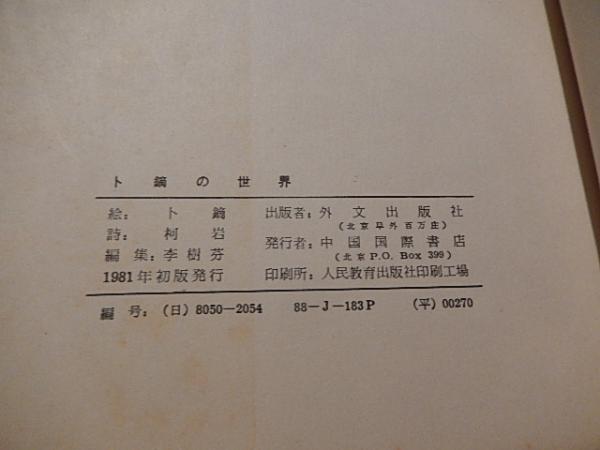 卜鏑の世界
絵：卜鏑 出版者：外文出版社
(北京阜外百万庄)
詩：柯岩 発行者：中国国際書店
編集：李樹芬 (北京P.O. Box 399)
1981年初版発行 印刷所：人民教育出版社印刷工場
編号：(日) 8050—2054 88—J—183P (平) 00270